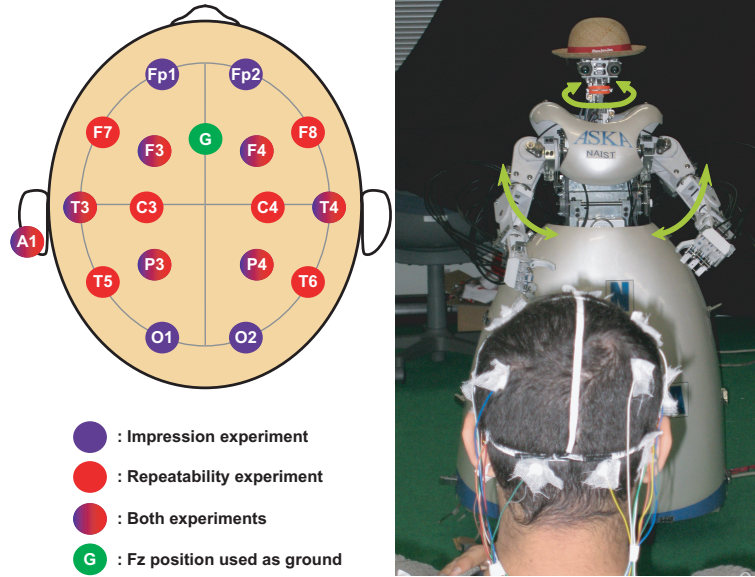 Fp1 Fp2
F7 F3 G F4 F8
T3 C3 C4 T4
A1
P3 P4
T5 T6
O1 O2
: Impression experiment
: Repeatability experiment
: Both experiments
G : Fz position used as ground
ASKA
NAIST
N